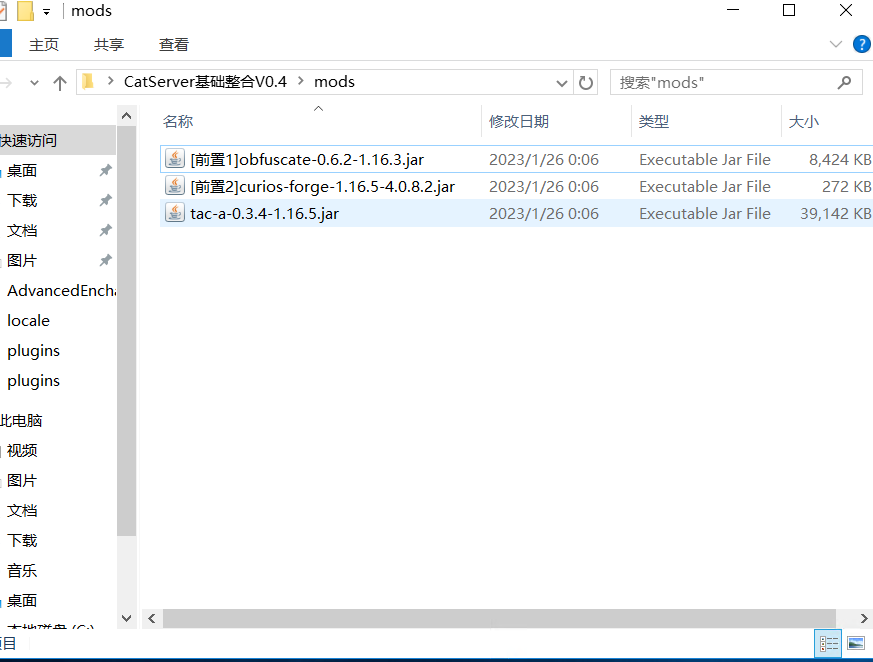 mods
主页 共享 查看
CatServer基础整合V0.4 mods
搜索"mods"
名称 修改日期 类型 大小
[前置1]obfuscate-0.6.2-1.16.3.jar 2023/1/26 0:06 Executable Jar File 8,424 KB
[前置2]curios-forge-1.16.5-4.0.8.2.jar 2023/1/26 0:06 Executable Jar File 272 KB
tac-a-0.3.4-1.16.5.jar 2023/1/26 0:06 Executable Jar File 39,142 KB
快速访问
桌面
下载
文档
图片
AdvancedEncha
locale
plugins
plugins
此电脑
视频
图片
文档
下载
音乐
桌面
本地磁盘 (C:)
项目